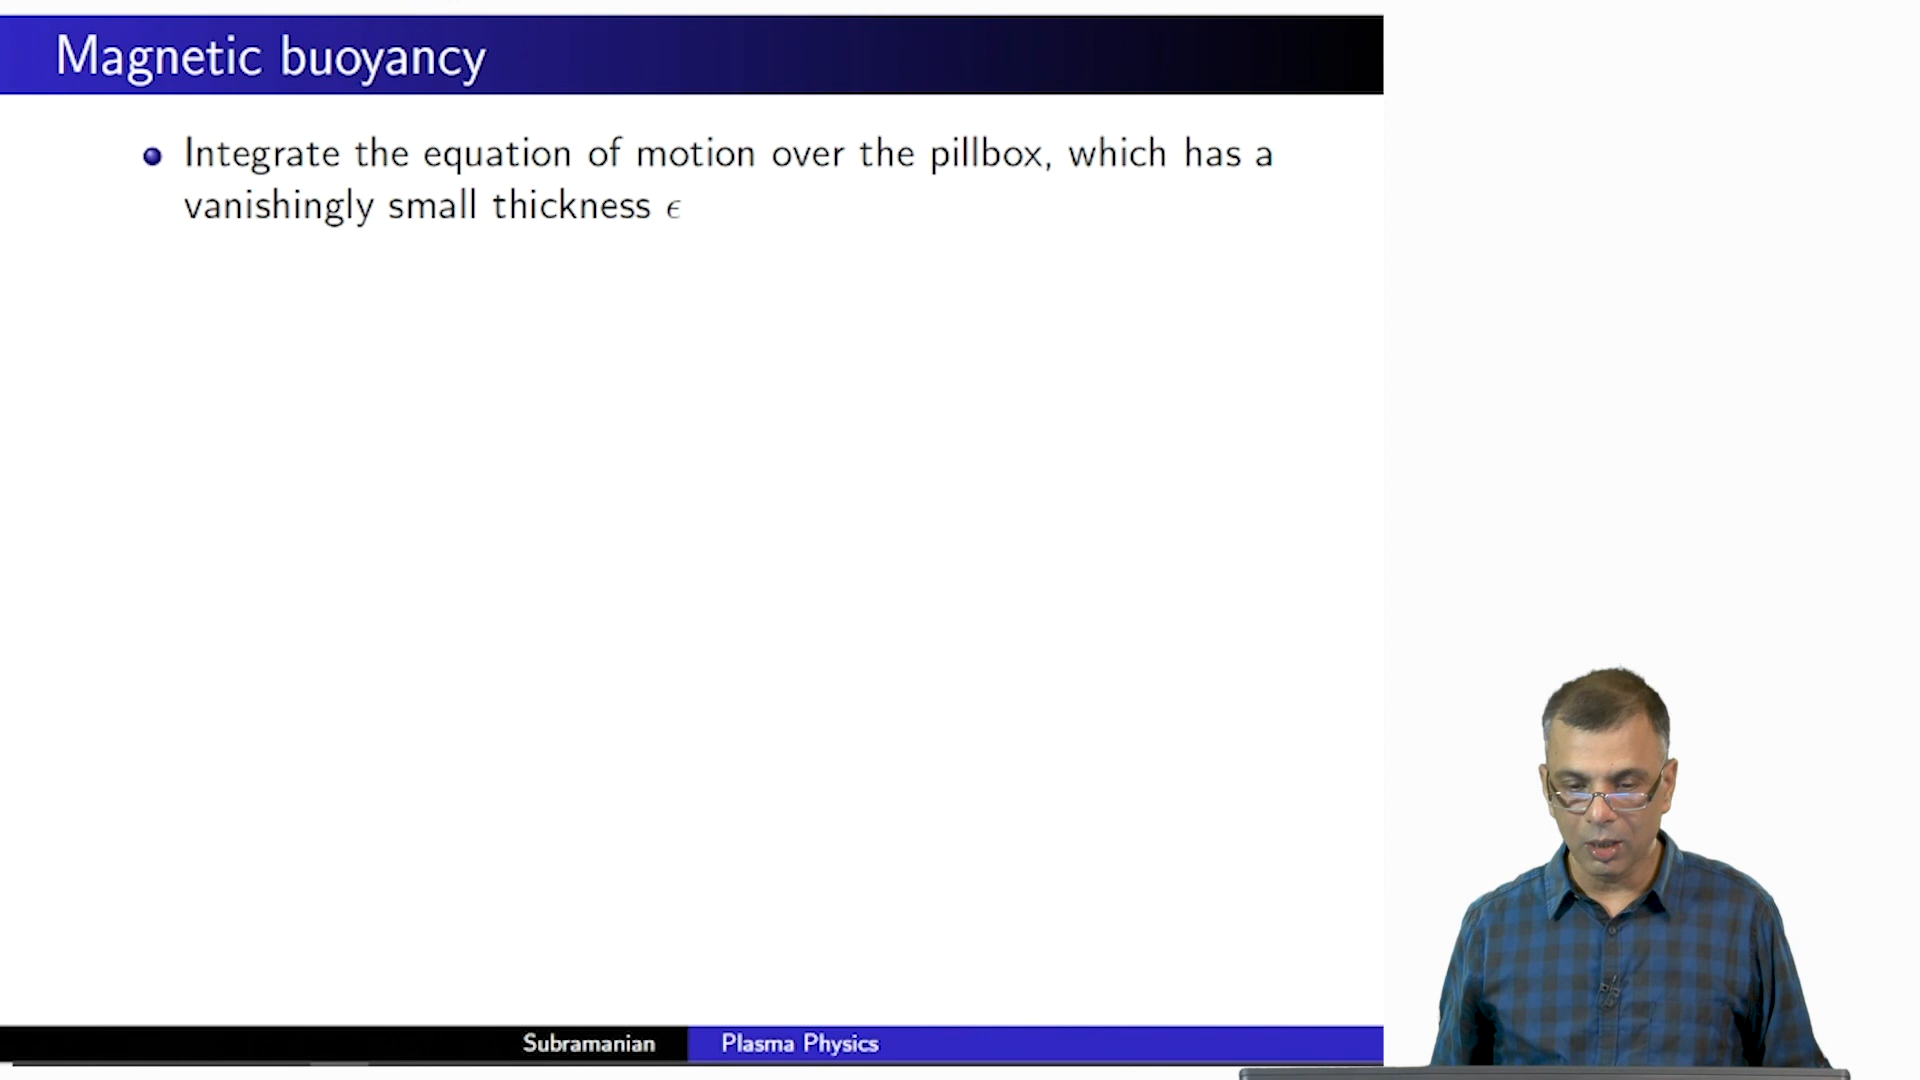 Magnetic buoyancy
Integrate the equation of motion over the pillbox, which has a
vanishingly small thickness ϵ
Subramanian
Plasma Physics